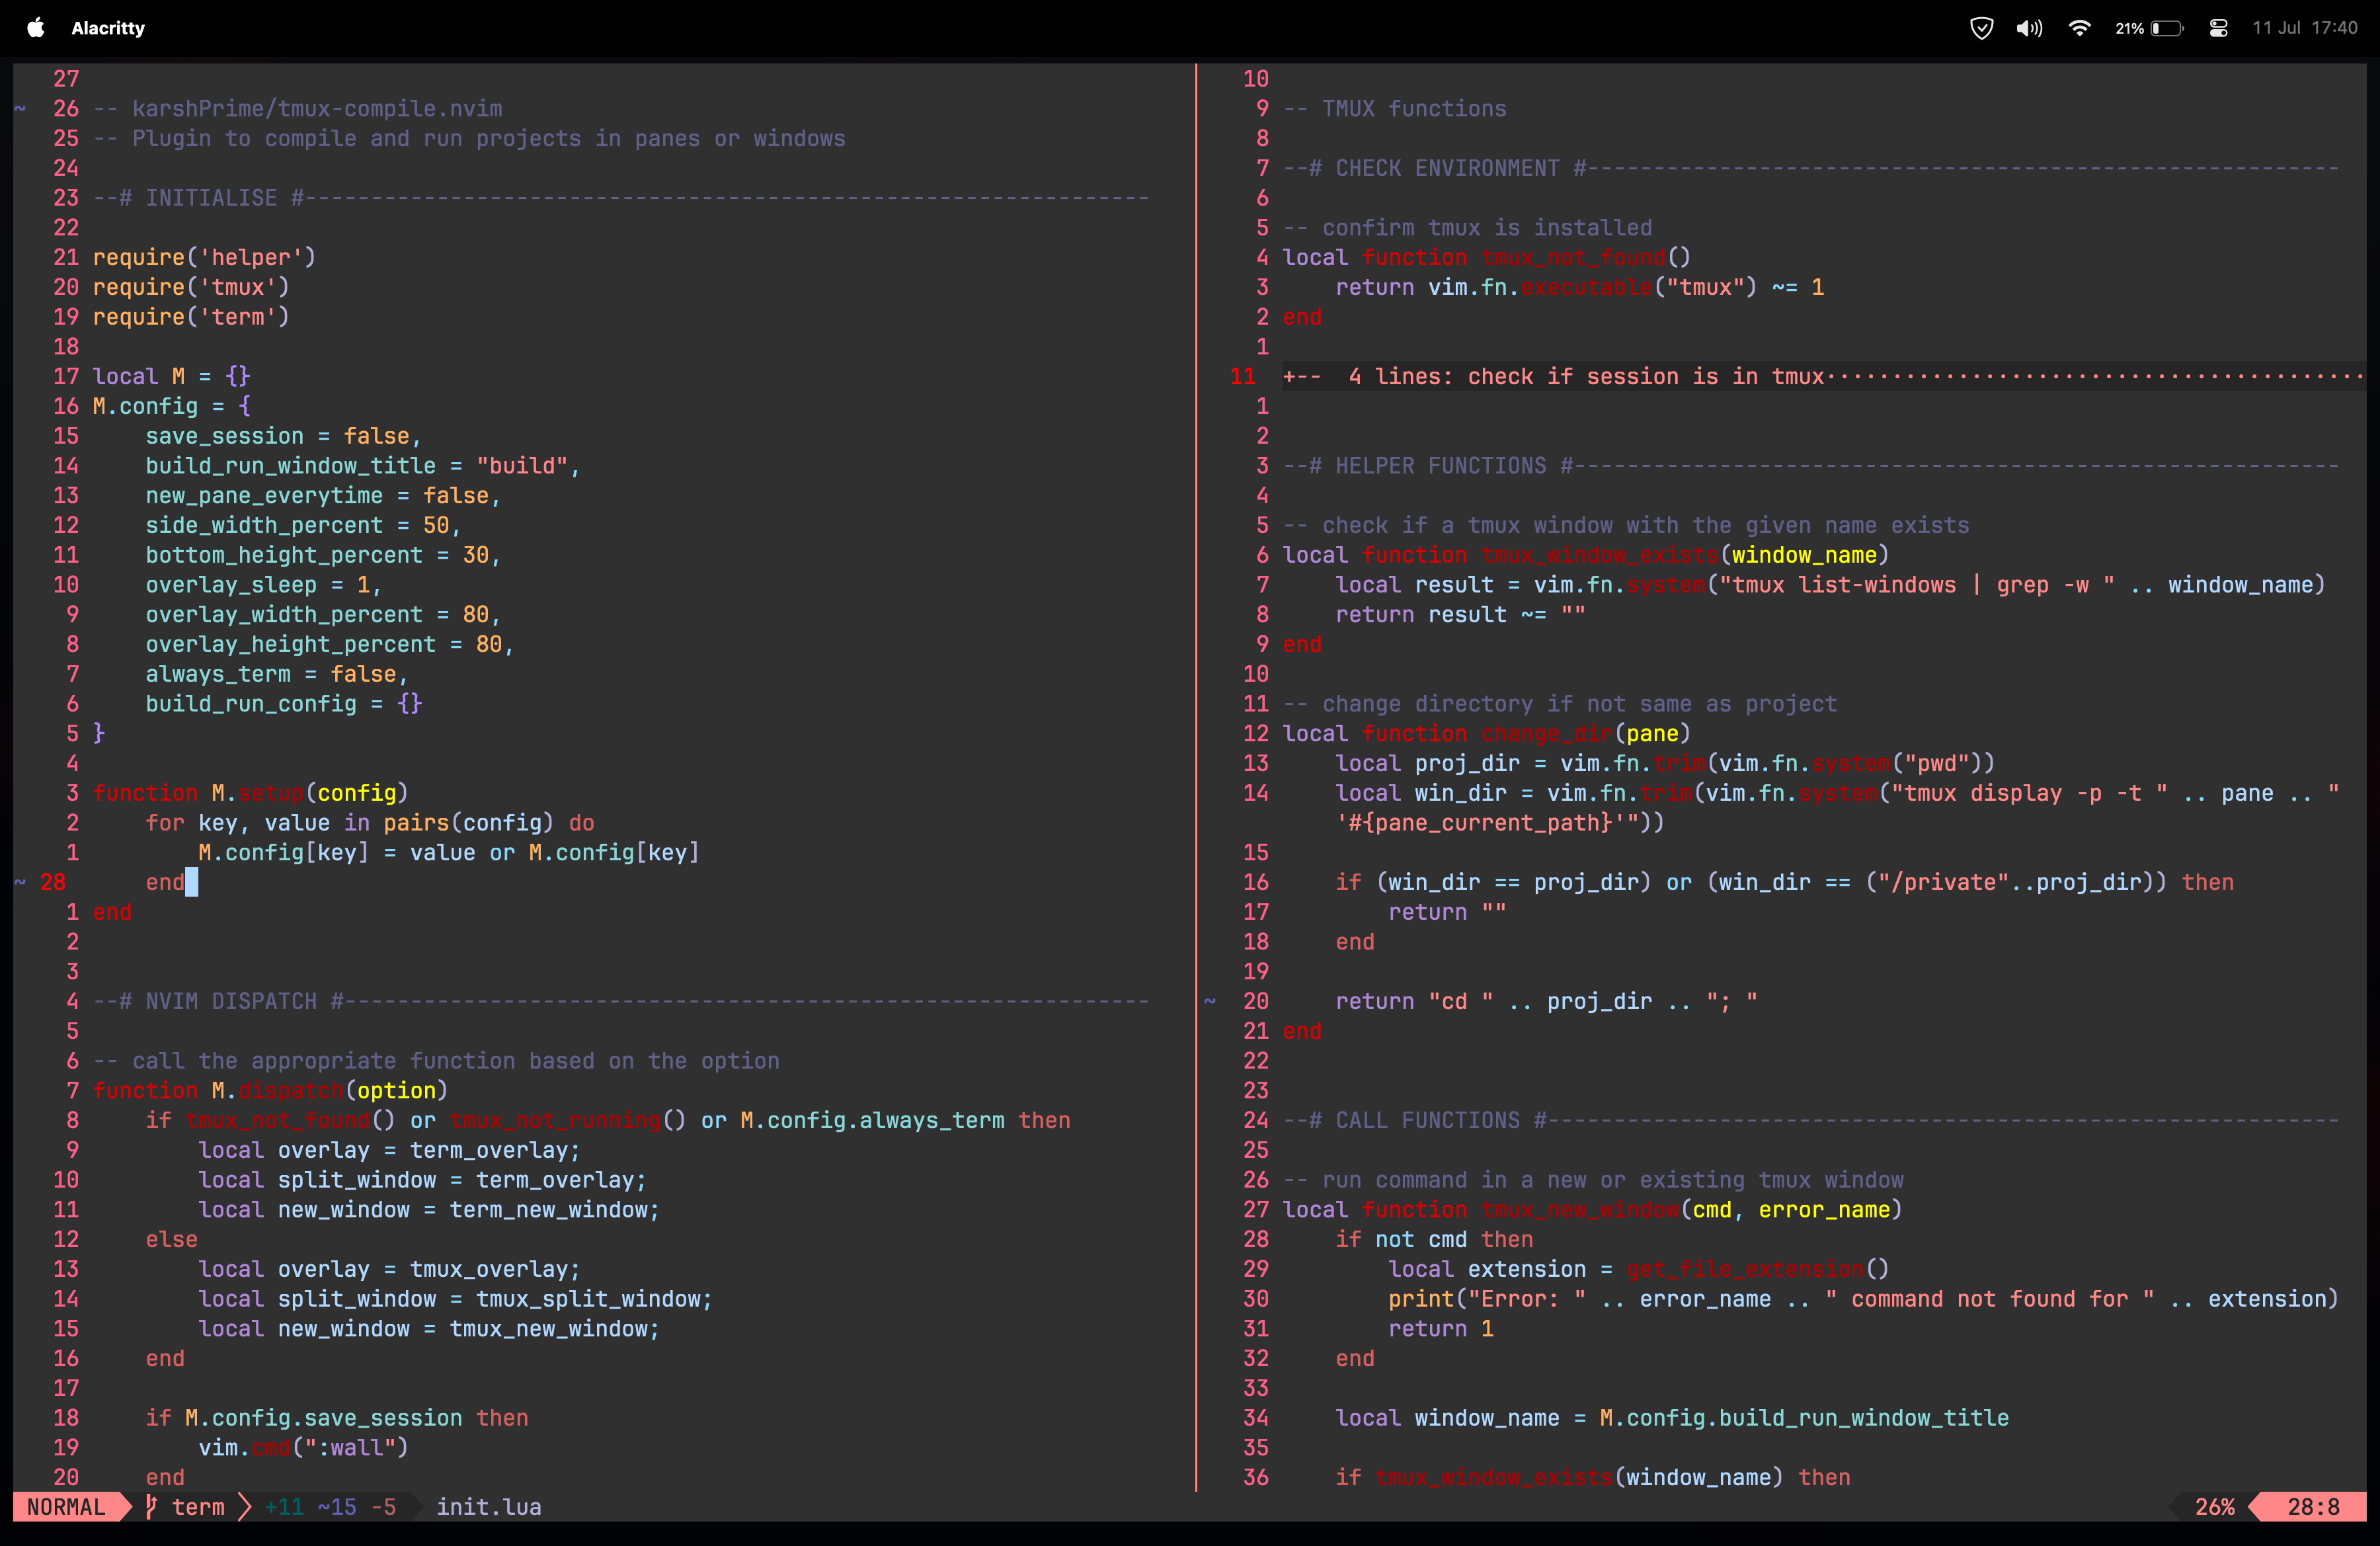 Alacritty
21%
11 Jul 17:40
27
~ 26 -- karshPrime/tmux-compile.nvim
25 -- Plugin to compile and run projects in panes or windows
24
23 --# INITIALISE #----------------------------------------------------------------
22
21 require('helper')
20 require('tmux')
19 require('term')
18
17 local M = {}
16 M.config = {
15     save_session = false,
14     build_run_window_title = "build",
13     new_pane_everytime = false,
12     side_width_percent = 50,
11     bottom_height_percent = 30,
10     overlay_sleep = 1,
9     overlay_width_percent = 80,
8     overlay_height_percent = 80,
7     always_term = false,
6     build_run_config = {}
5 }
4
3 function M.setup(config)
2     for key, value in pairs(config) do
1         M.config[key] = value or M.config[key]
~ 28     end
1 end
2
3
4 --# NVIM DISPATCH #-------------------------------------------------------------
5
6 -- call the appropriate function based on the option
7 function M.dispatch(option)
8     if tmux_not_found() or tmux_not_running() or M.config.always_term then
9         local overlay = term_overlay;
10         local split_window = term_overlay;
11         local new_window = term_new_window;
12     else
13         local overlay = tmux_overlay;
14         local split_window = tmux_split_window;
15         local new_window = tmux_new_window;
16     end
17
18     if M.config.save_session then
19         vim.cmd(":wall")
20     end
10
9 -- TMUX functions
8
7 --# CHECK ENVIRONMENT #---------------------------------------------------------
6
5 -- confirm tmux is installed
4 local function tmux_not_found()
3     return vim.fn.executable("tmux") ~= 1
2 end
1
11 +--  4 lines: check if session is in tmux·········································
1
2
3 --# HELPER FUNCTIONS #----------------------------------------------------------
4
5 -- check if a tmux window with the given name exists
6 local function tmux_window_exists(window_name)
7     local result = vim.fn.system("tmux list-windows | grep -w " .. window_name)
8     return result ~= ""
9 end
10
11 -- change directory if not same as project
12 local function change_dir(pane)
13     local proj_dir = vim.fn.trim(vim.fn.system("pwd"))
14     local win_dir = vim.fn.trim(vim.fn.system("tmux display -p -t " .. pane .. "
'#{pane_current_path}'"))
15
16     if (win_dir == proj_dir) or (win_dir == ("/private"..proj_dir)) then
17         return ""
18     end
19
~ 20     return "cd " .. proj_dir .. "; "
21 end
22
23
24 --# CALL FUNCTIONS #------------------------------------------------------------
25
26 -- run command in a new or existing tmux window
27 local function tmux_new_window(cmd, error_name)
28     if not cmd then
29         local extension = get_file_extension()
30         print("Error: " .. error_name .. " command not found for " .. extension)
31         return 1
32     end
33
34     local window_name = M.config.build_run_window_title
35
36     if tmux_window_exists(window_name) then
NORMAL term +11 ~15 -5 init.lua 26% 28:8